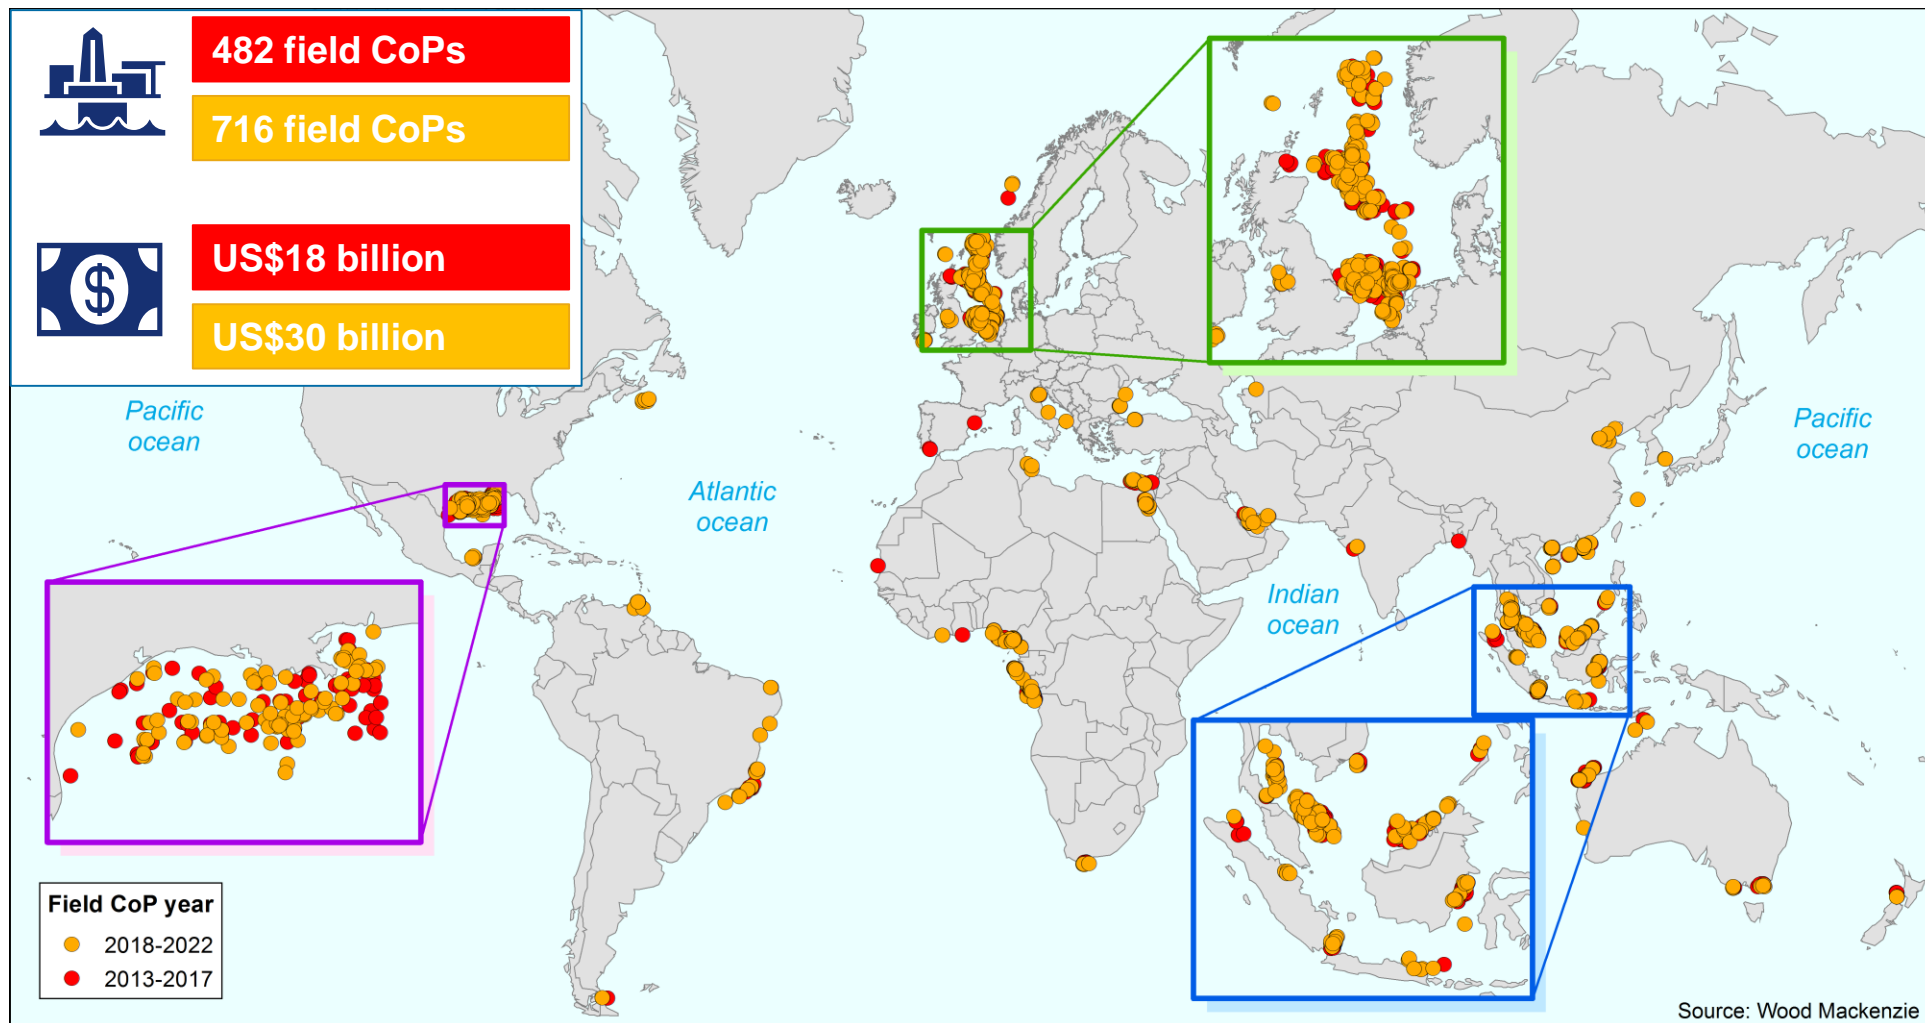 482 field CoPs
716 field CoPs
$
US$18 billion
US$30 billion
Pacific
ocean
Atlantic
ocean
Indian
ocean
Pacific
ocean
Field CoP year
2018-2022
2013-2017
Source: Wood Mackenzie